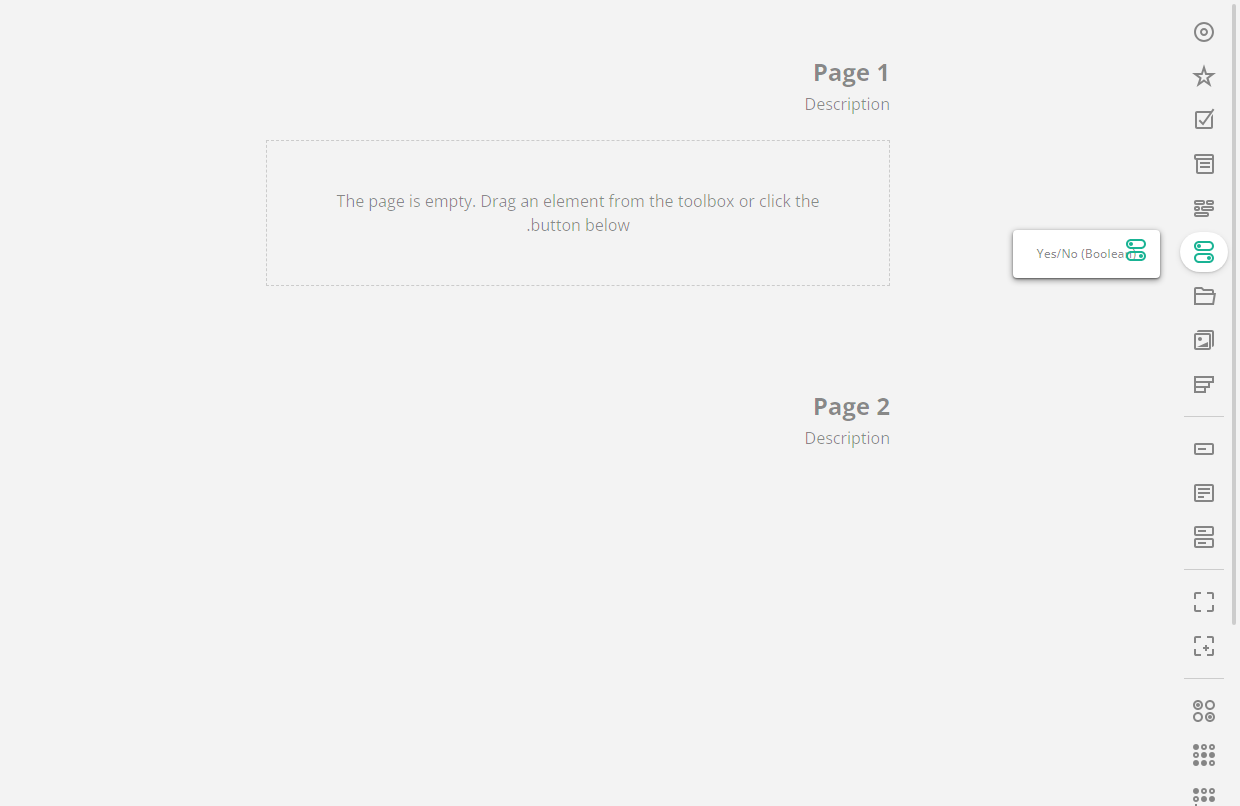 Page 1
Description
The page is empty. Drag an element from the toolbox or click the
.button below
Yes/No (Boolean)
Page 2
Description